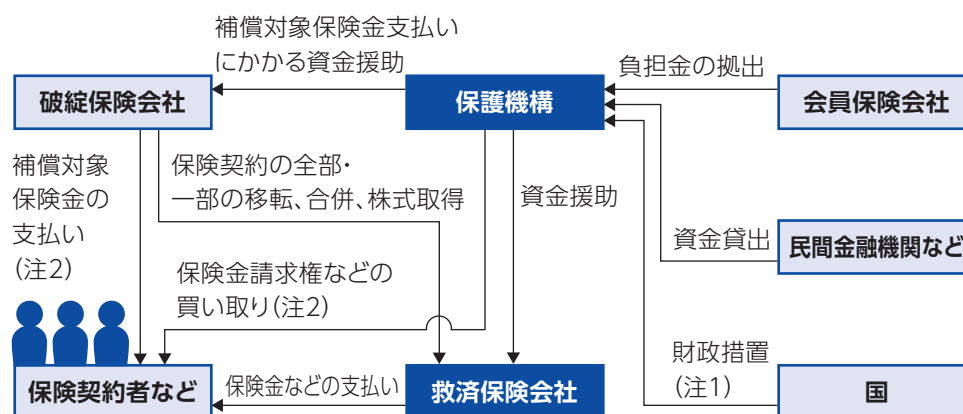 補償対象保険金支払い
にかかる資金援助
負担金の拠出
破綻保険会社
保護機構
会員保険会社
補償対象
保険金の
支払い
(注2)
保険契約の全部・
一部の移転、合併、株式取得
資金援助
資金貸出
民間金融機関など
保険金請求権などの
買い取り(注2)
財政措置
(注1)
保険契約者など
保険金などの支払い
救済保険会社
国